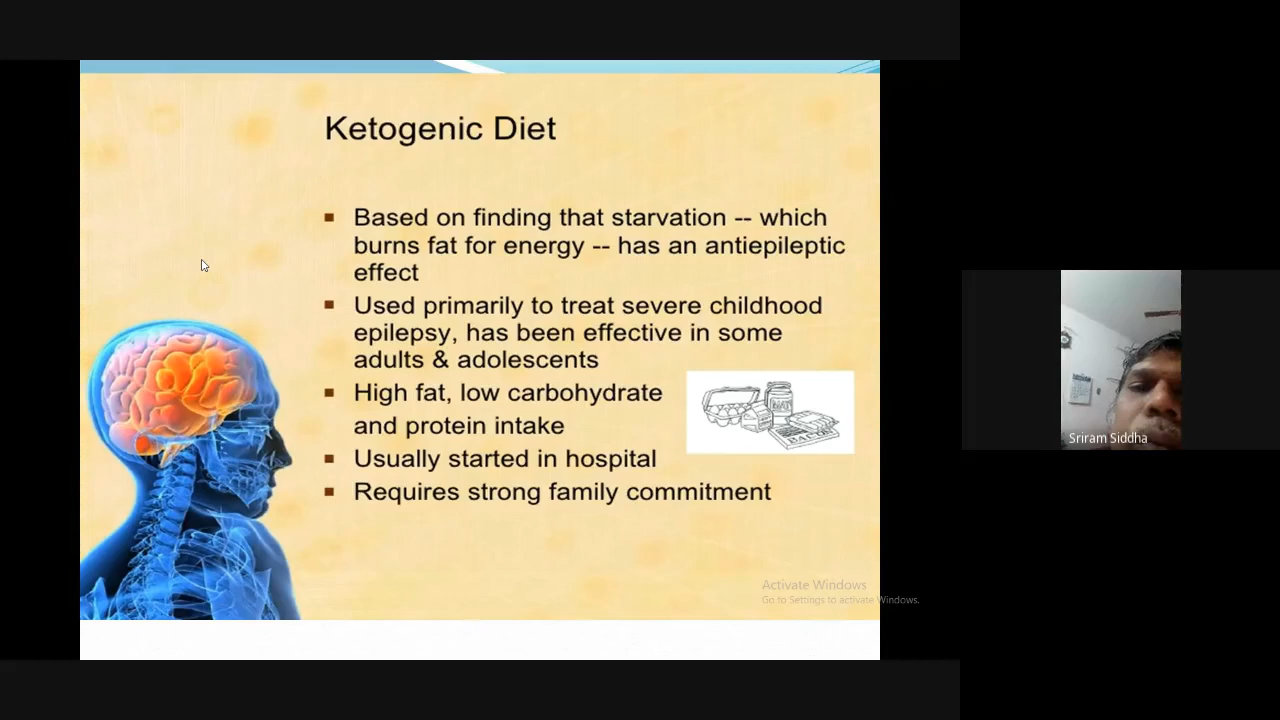 Ketogenic Diet
Based on finding that starvation -- which
burns fat for energy -- has an antiepileptic
effect
Used primarily to treat severe childhood
epilepsy, has been effective in some
adults & adolescents
High fat, low carbohydrate
and protein intake
Usually started in hospital
Requires strong family commitment
BACON
Activate Windows
Go to Settings to activate Windows.
Sriram Siddha